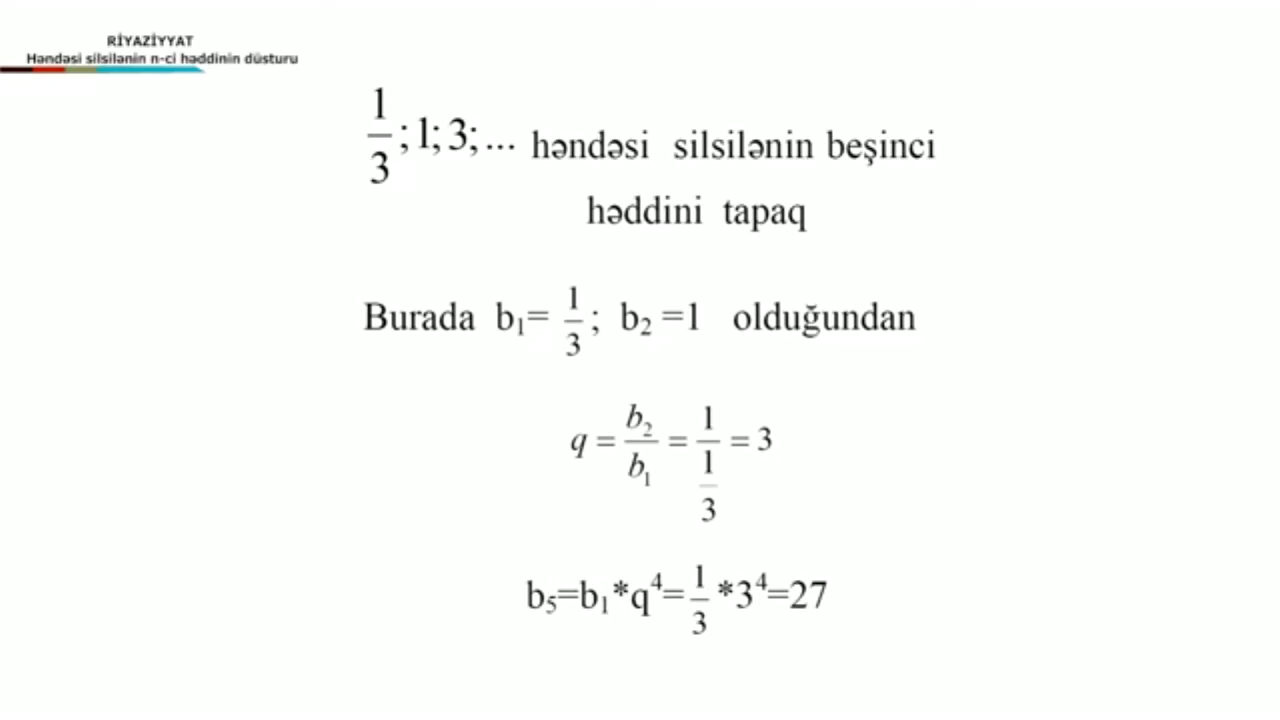 RİYAZİYYAT
Həndəsi silsilənin n-ci həddinin düsturu
1/3 ; 1; 3; ... həndəsi silsilənin beşinci
həddini tapaq
Burada b₁= 1/3 ; b₂ =1 olduğundan
q = b₂/b₁ = 1/(1/3) = 3
b₅=b₁*q⁴= 1/3 *3⁴=27